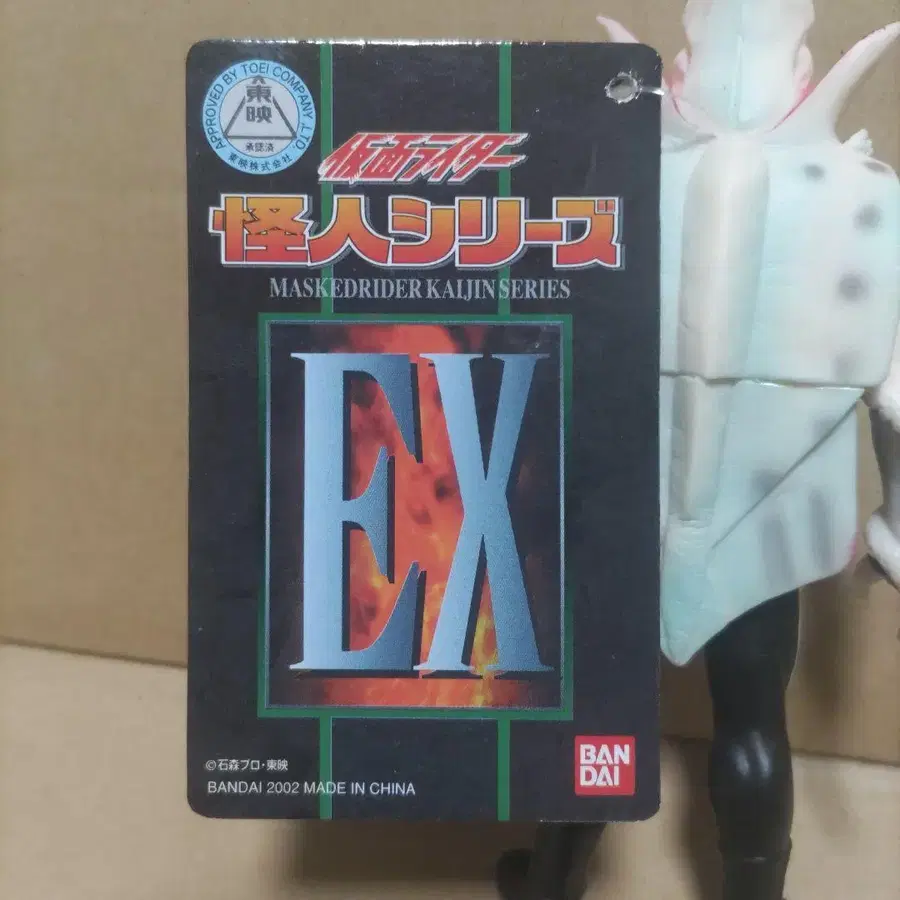 APPROVED BY TOEI COMPANY, LTD.
東映
承認済
東映株式会社
仮面ライダー
怪人シリーズ
MASKEDRIDER KAIJIN SERIES
EX
©石森プロ・東映
BANDAI 2002 MADE IN CHINA
BAN
DAI